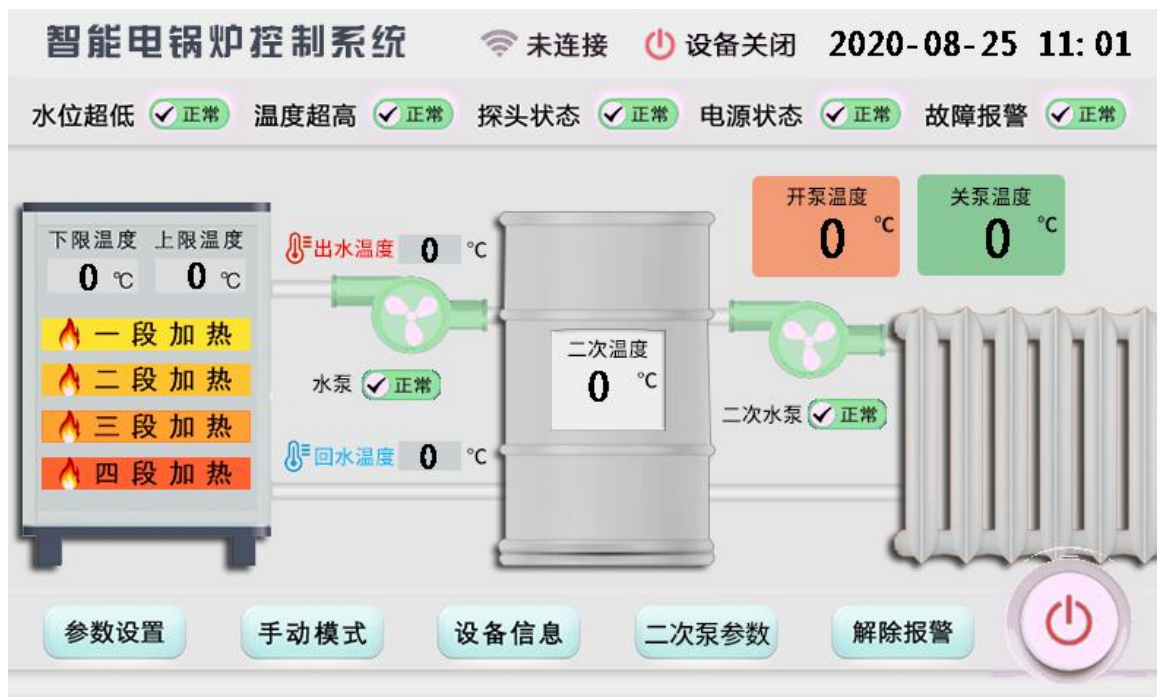 智能电锅炉控制系统 未连接 设备关闭 2020-08-25 11:01
水位超低 正常 温度超高 正常 探头状态 正常 电源状态 正常 故障报警 正常
开泵温度 关泵温度
0 ℃ 0 ℃
下限温度 上限温度
0 ℃ 0 ℃
出水温度 0 ℃
一段加热
二段加热
三段加热
四段加热
水泵 正常
回水温度 0 ℃
二次温度
0 ℃
二次水泵 正常
参数设置 手动模式 设备信息 二次泵参数 解除报警